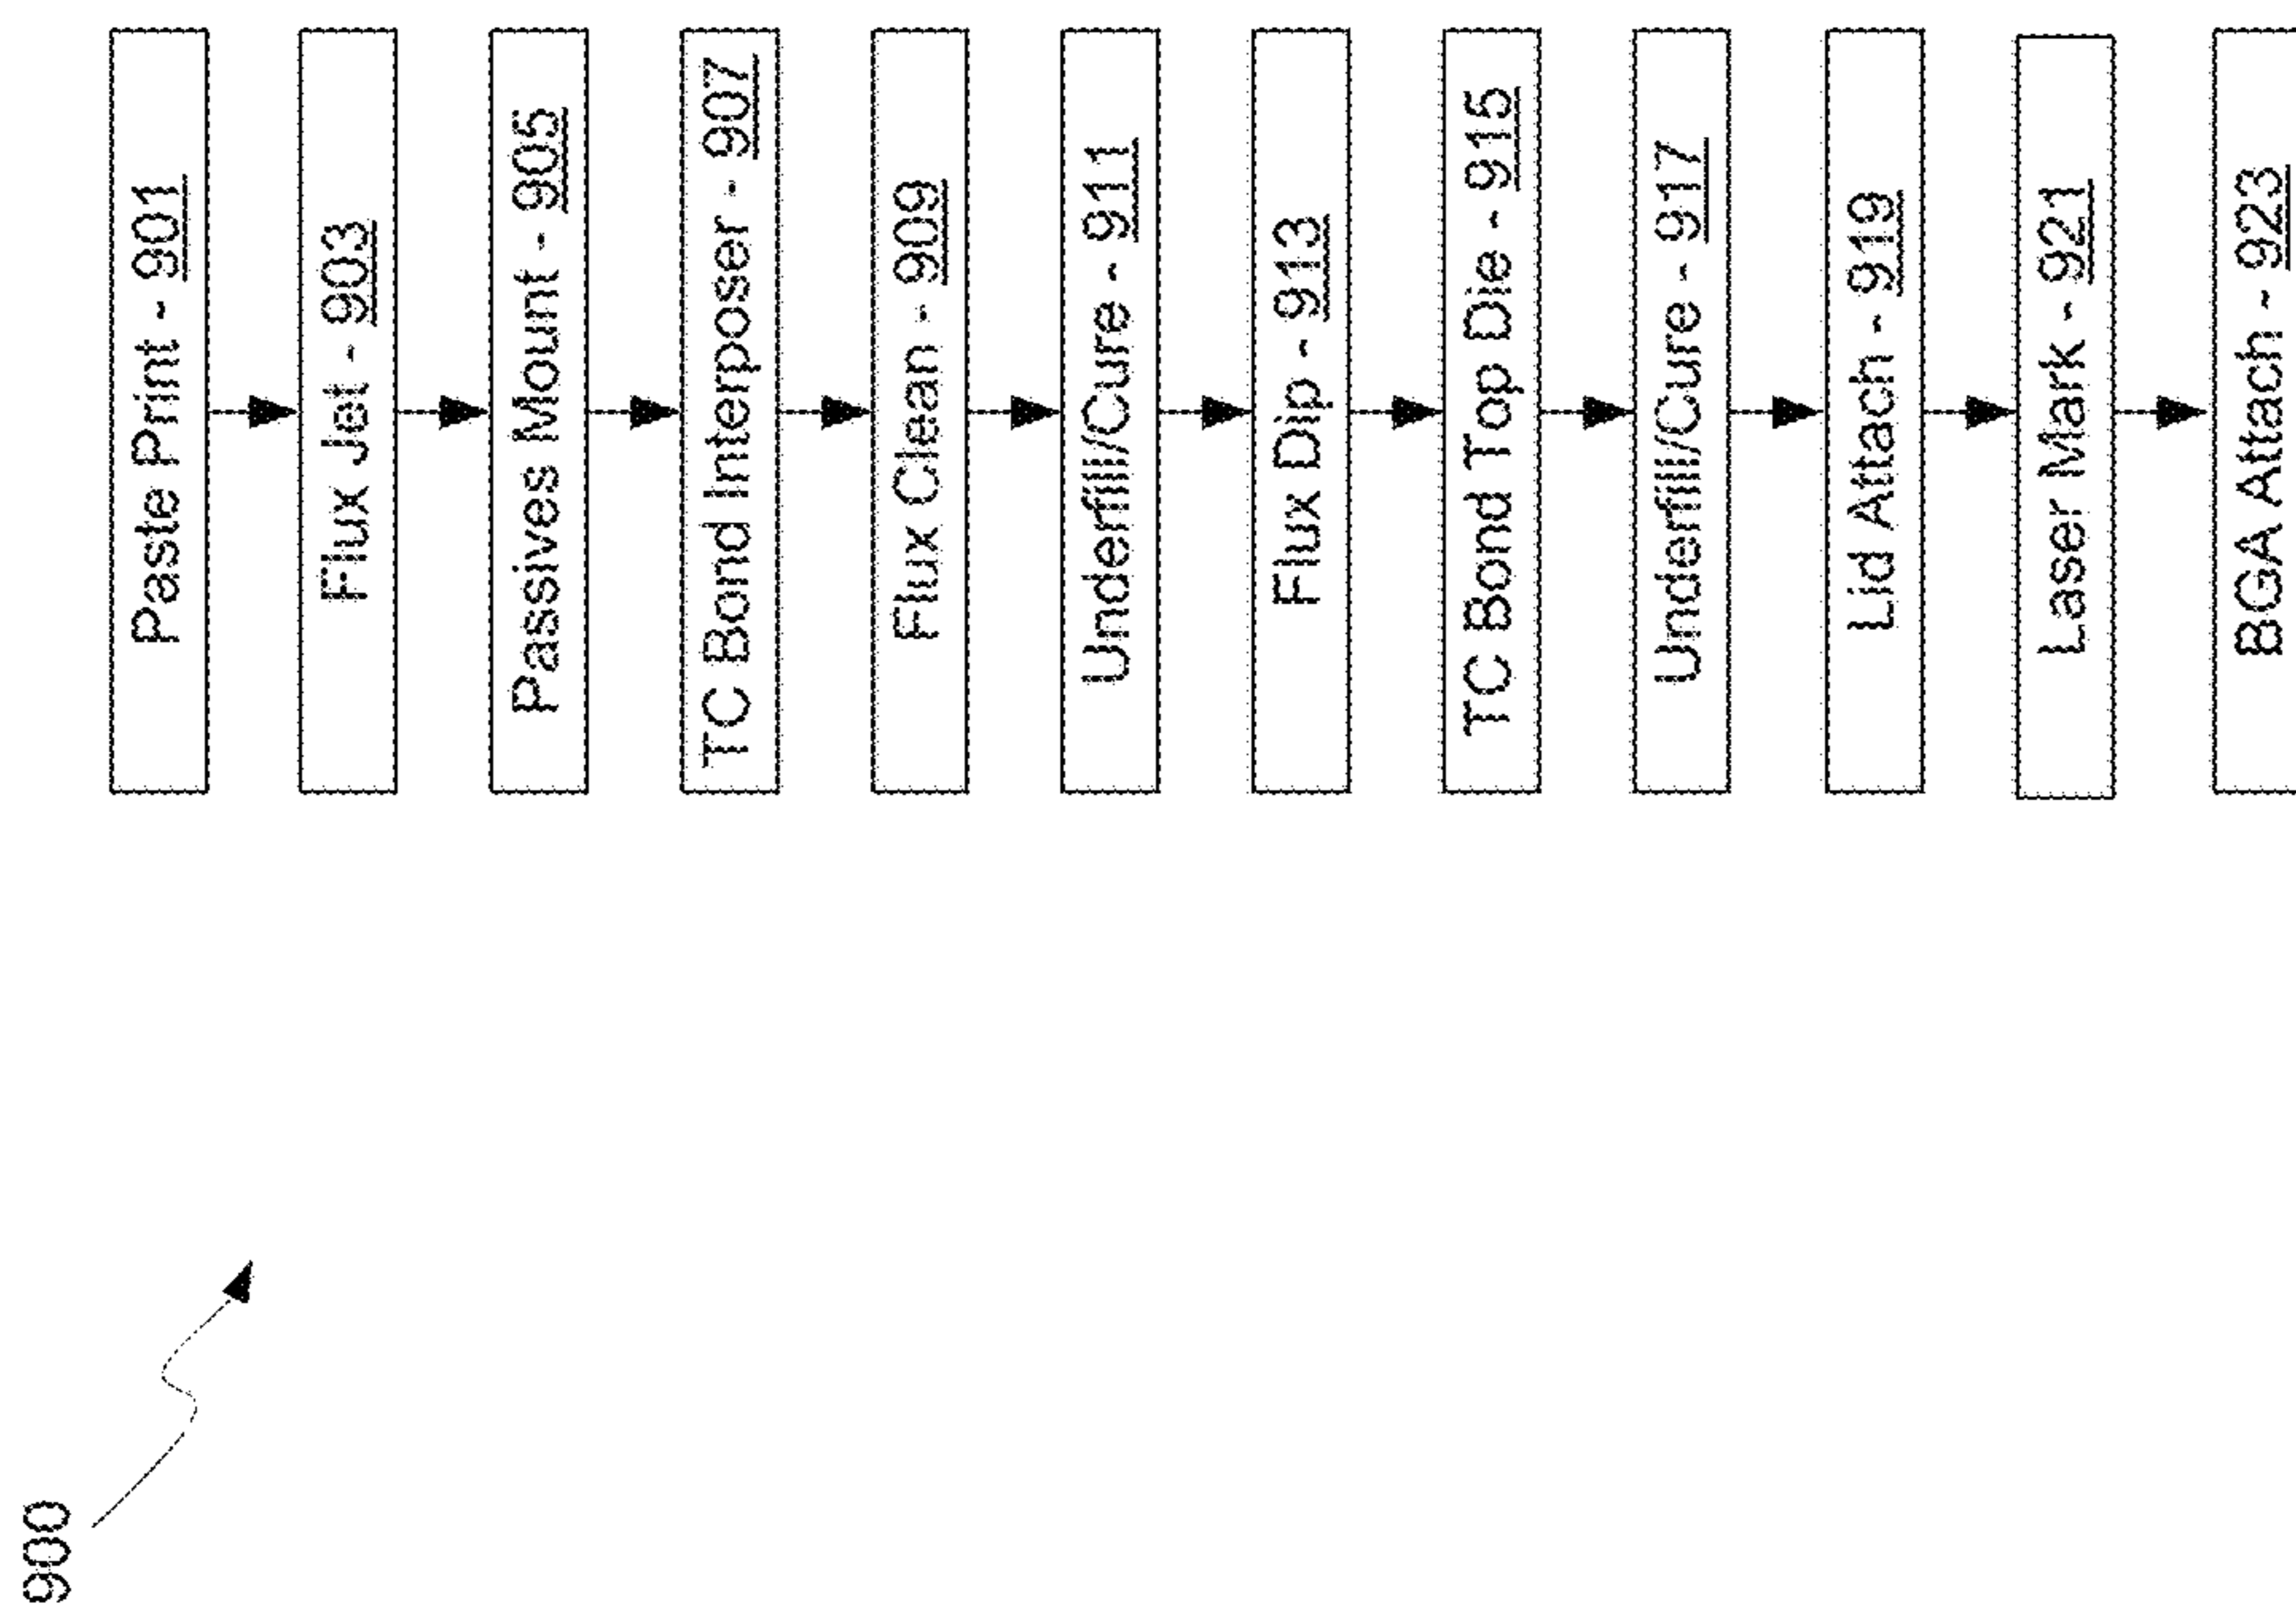 900
Paste Print - 901
Flux Jet - 903
Passives Mount - 905
TC Bond Interposer - 907
Flux Clean - 909
Underfill/Cure - 911
Flux Dip - 913
TC Bond Top Die - 915
Underfill/Cure - 917
Lid Attach - 919
Laser Mark - 921
BGA Attach - 923